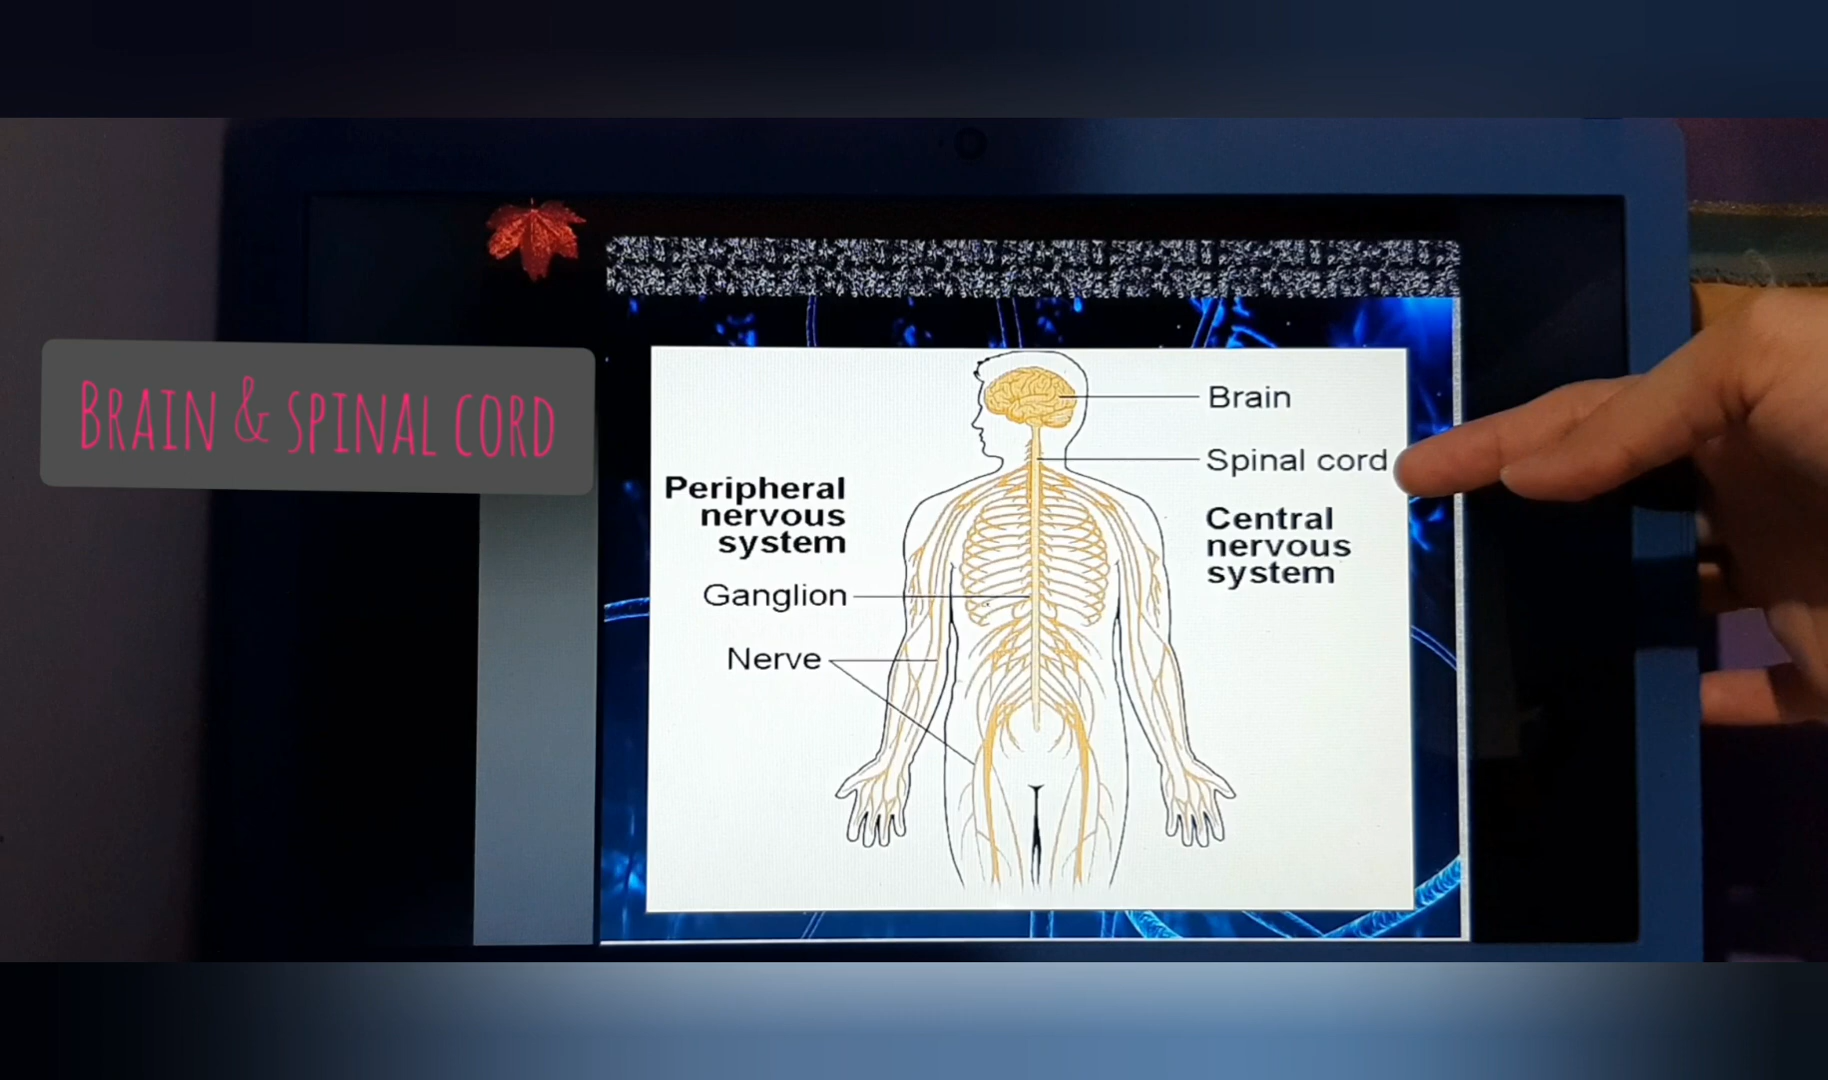 Brain & spinal cord
Brain
Spinal cord
Peripheral
nervous
system
Central
nervous
system
Ganglion
Nerve